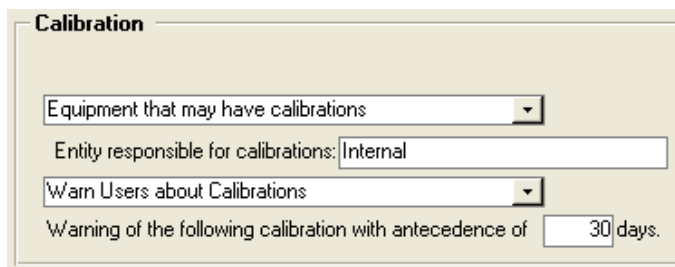 Calibration
Equipment that may have calibrations
Entity responsible for calibrations: Internal
Warn Users about Calibrations
Warning of the following calibration with antecedence of 30 days.